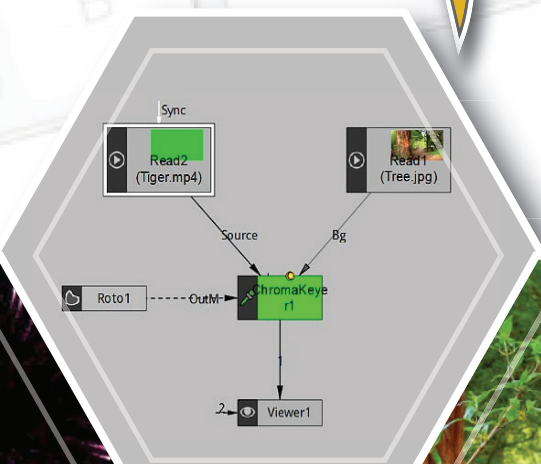 Sync
Read2
(Tiger.mp4)
Read1
(Tree.jpg)
Source
Bg
Roto1
OutM
ChromaKeye
r1
1
2
Viewer1